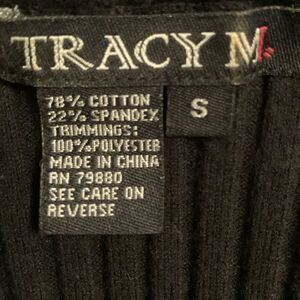 TRACY M.
78% COTTON
22% SPANDEX
TRIMMINGS:
100% POLYESTER
MADE IN CHINA
RN 79880
SEE CARE ON
REVERSE
S